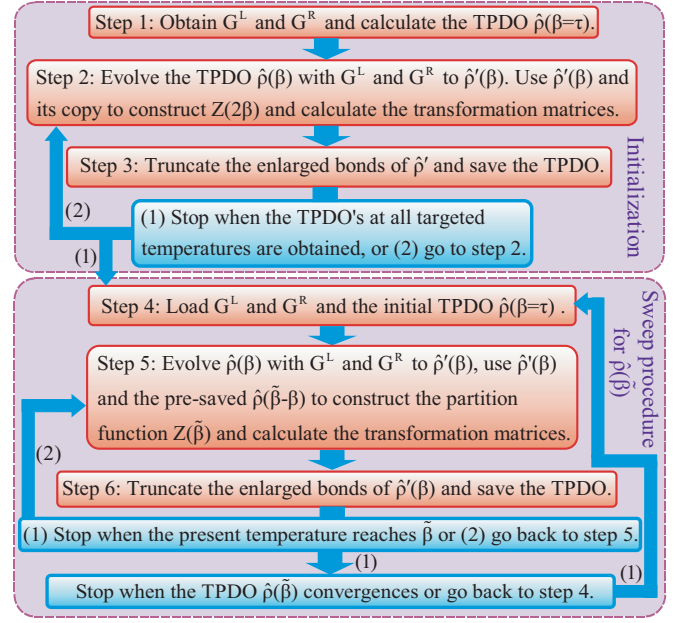 Step 1: Obtain G^L and G^R and calculate the TPDO ρ̂(β=τ).
Step 2: Evolve the TPDO ρ̂(β) with G^L and G^R to ρ̂′(β). Use ρ̂′(β) and
its copy to construct Z(2β) and calculate the transformation matrices.
Step 3: Truncate the enlarged bonds of ρ̂′ and save the TPDO.
(2)
(1) Stop when the TPDO's at all targeted
temperatures are obtained, or (2) go to step 2.
(1)
Initialization
Step 4: Load G^L and G^R and the initial TPDO ρ̂(β=τ) .
Step 5: Evolve ρ̂(β) with G^L and G^R to ρ̂′(β), use ρ̂'(β)
and the pre-saved ρ̂(β̃-β) to construct the partition
function Z(β̃) and calculate the transformation matrices.
(2)
Step 6: Truncate the enlarged bonds of ρ̂′(β) and save the TPDO.
(1) Stop when the present temperature reaches β̃ or (2) go back to step 5.
(1)
Stop when the TPDO ρ̂(β̃) convergences or go back to step 4.
(1)
Sweep procedure
for ρ̂(β̃)